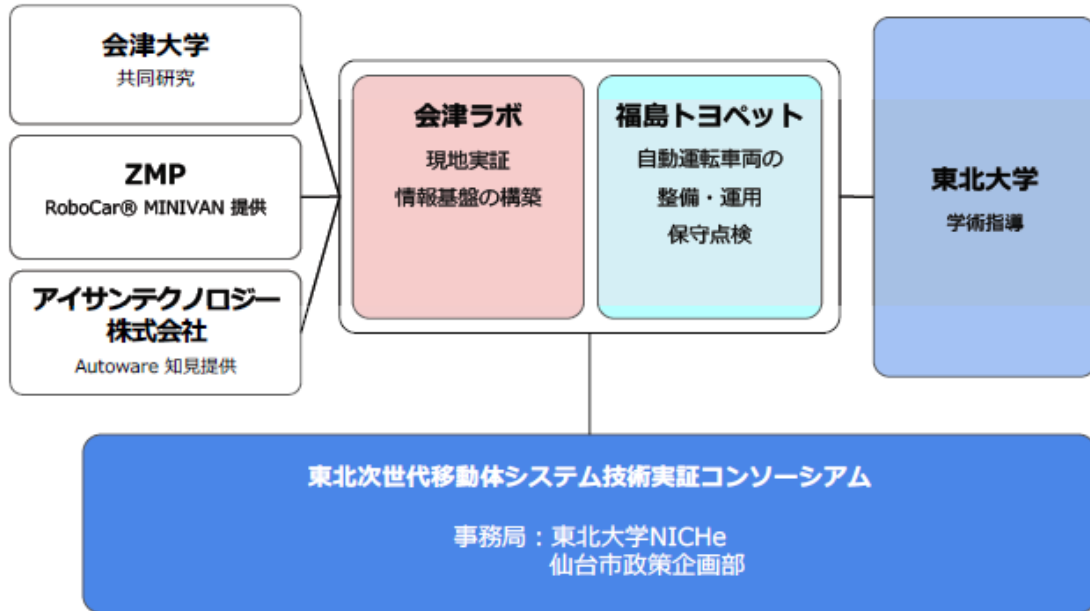 会津大学
共同研究
ZMP
RoboCar® MINIVAN 提供
アイサンテクノロジー
株式会社
Autoware 知見提供
会津ラボ
現地実証
情報基盤の構築
福島トヨペット
自動運転車両の
整備・運用
保守点検
東北大学
学術指導
東北次世代移動体システム技術実証コンソーシアム
事務局：東北大学NICHe
仙台市政策企画部